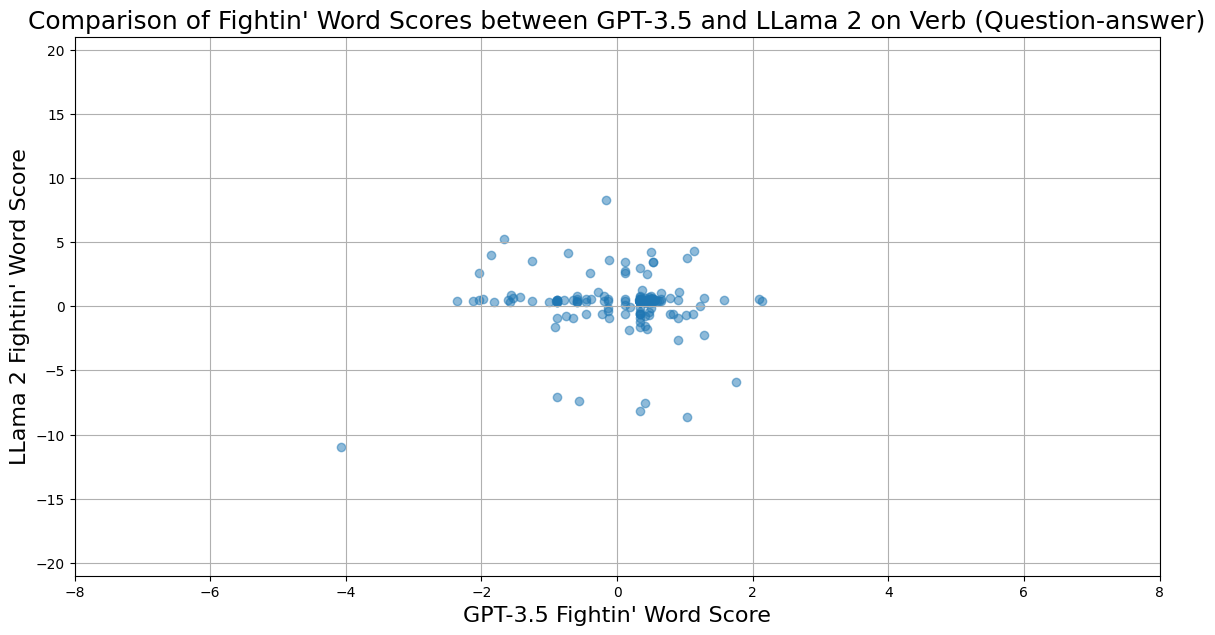 Comparison of Fightin' Word Scores between GPT-3.5 and LLama 2 on Verb (Question-answer)
20
15
10
5
0
−5
−10
−15
−20
LLama 2 Fightin' Word Score
−8 −6 −4 −2 0 2 4 6 8
GPT-3.5 Fightin' Word Score